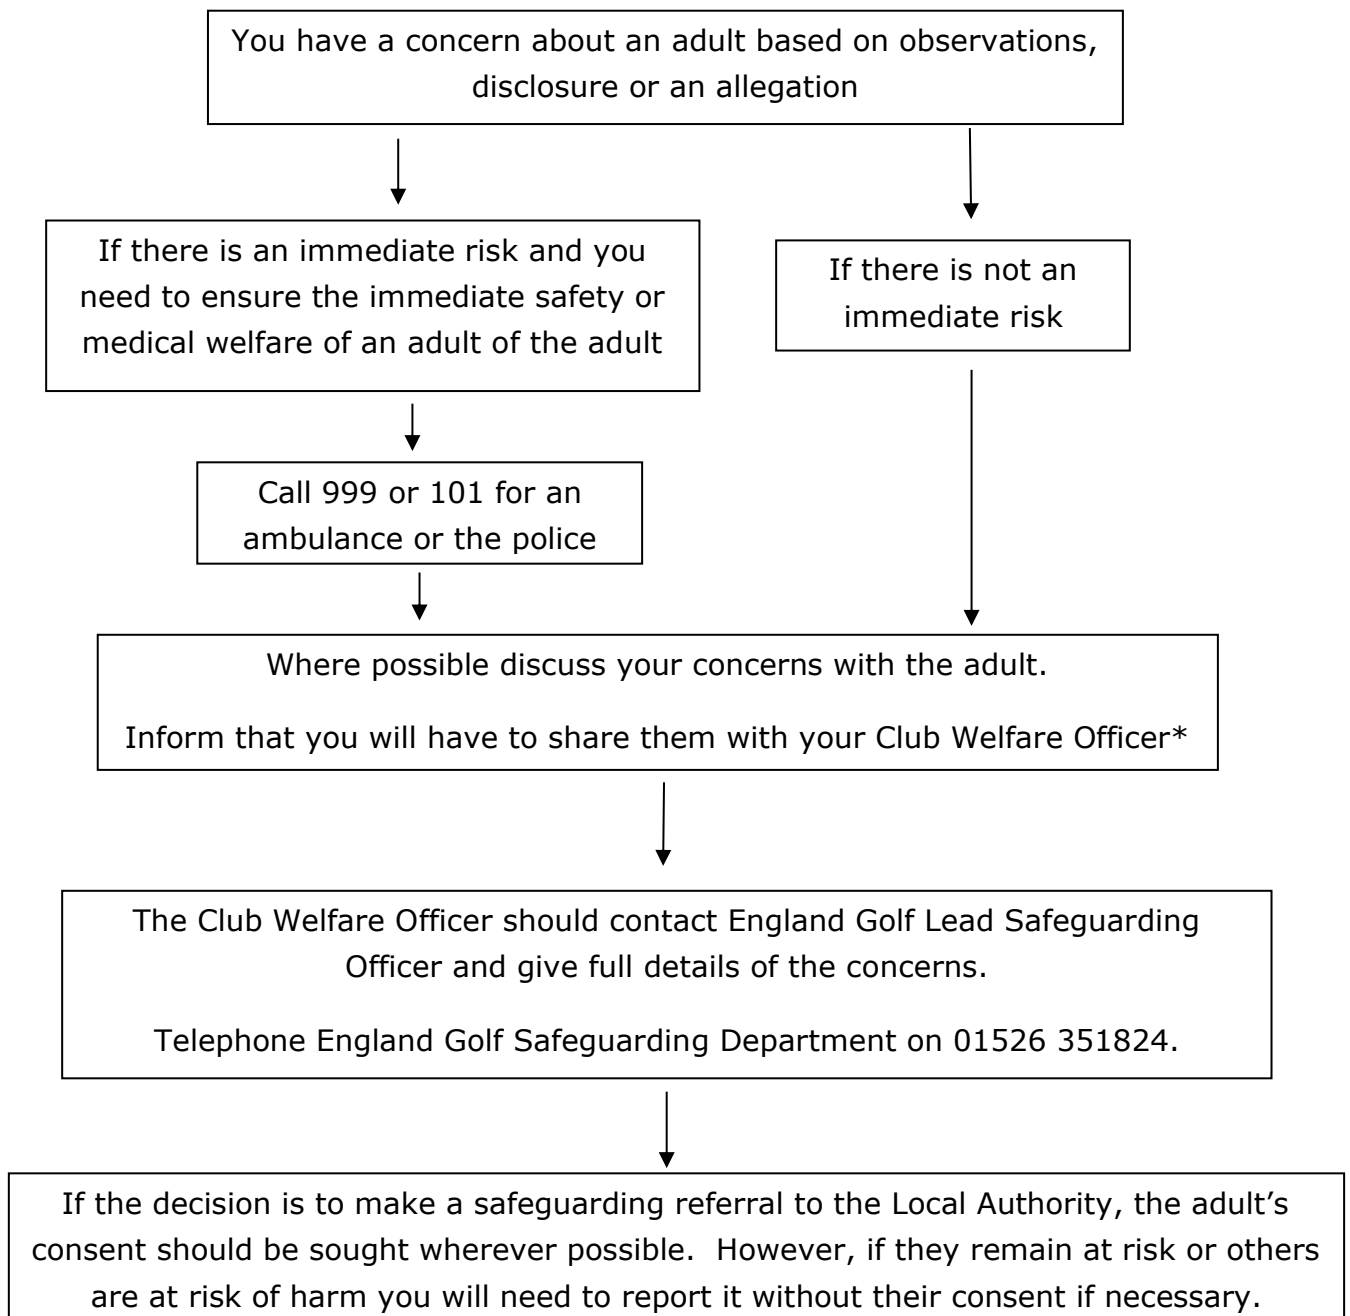 You have a concern about an adult based on observations,
disclosure or an allegation
If there is an immediate risk and you
need to ensure the immediate safety or
medical welfare of an adult of the adult
If there is not an
immediate risk
Call 999 or 101 for an
ambulance or the police
Where possible discuss your concerns with the adult.
Inform that you will have to share them with your Club Welfare Officer*
The Club Welfare Officer should contact England Golf Lead Safeguarding
Officer and give full details of the concerns.
Telephone England Golf Safeguarding Department on 01526 351824.
If the decision is to make a safeguarding referral to the Local Authority, the adult’s
consent should be sought wherever possible.  However, if they remain at risk or others
are at risk of harm you will need to report it without their consent if necessary.